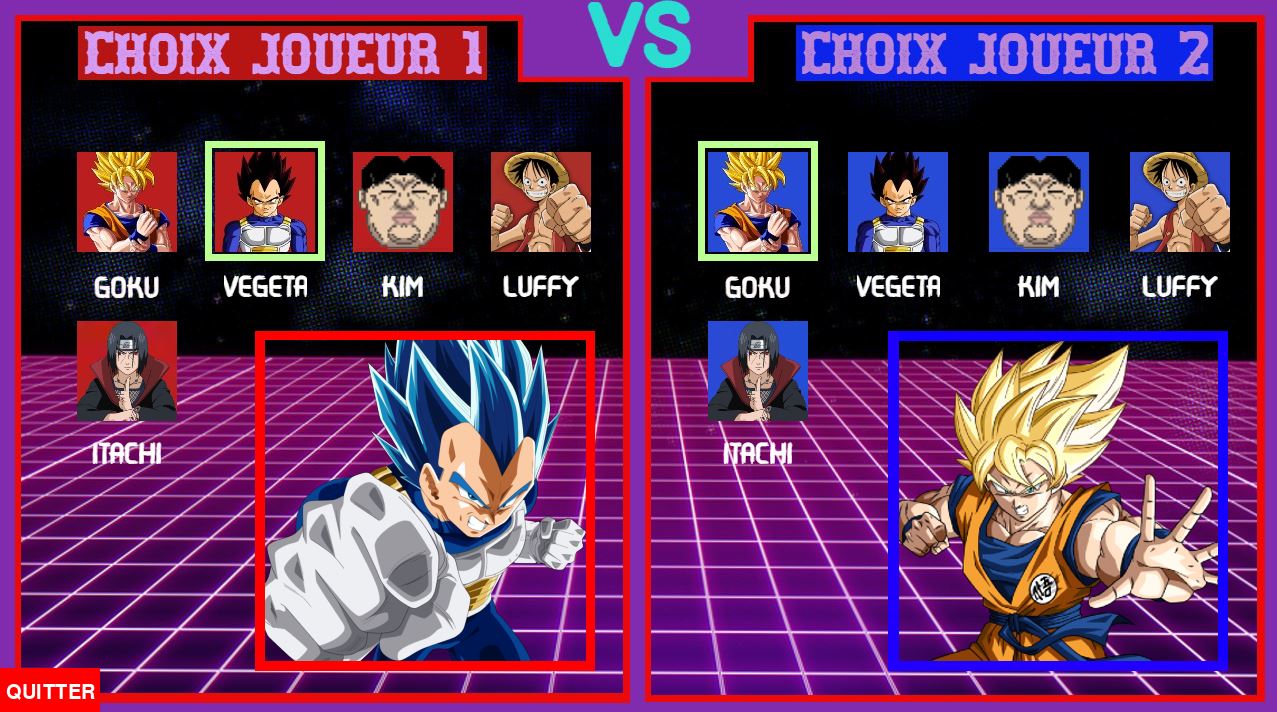 VS
CHOIX JOUEUR 1
GOKU VEGETA KIM LUFFY
ITACHI
CHOIX JOUEUR 2
GOKU VEGETA KIM LUFFY
ITACHI
QUITTER